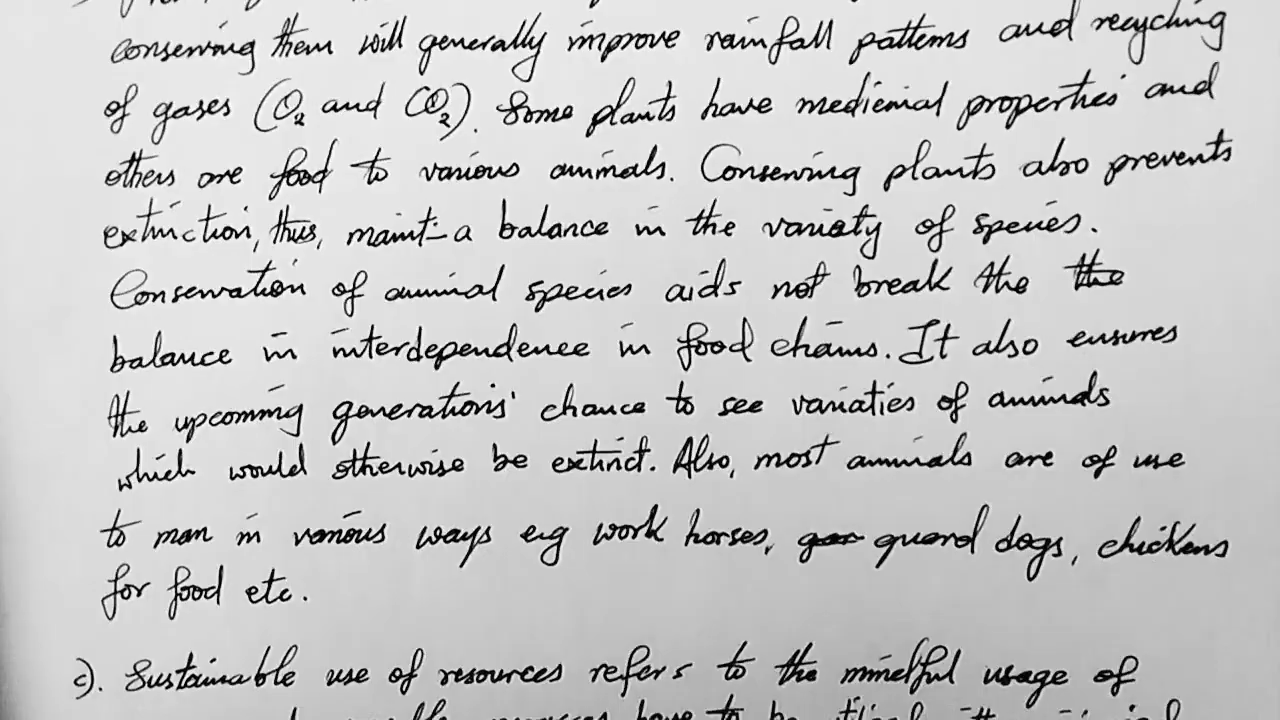 conserving them will generally improve rainfall patterns and recycling
of gases (O₂ and CO₂). Some plants have medicinal properties and
others are food to various animals. Conserving plants also prevents
extinction, thus, maint- a balance in the variety of species.
Conservation of animal species aids not break the the
balance in interdependence in food chains. It also ensures
the upcoming generations' chance to see variaties of animals
which would otherwise be extinct. Also, most animals are of use
to man in various ways eg work horses, guard dogs, chickens
for food etc.
c). Sustainable use of resources refers to the mindful usage of
have to be